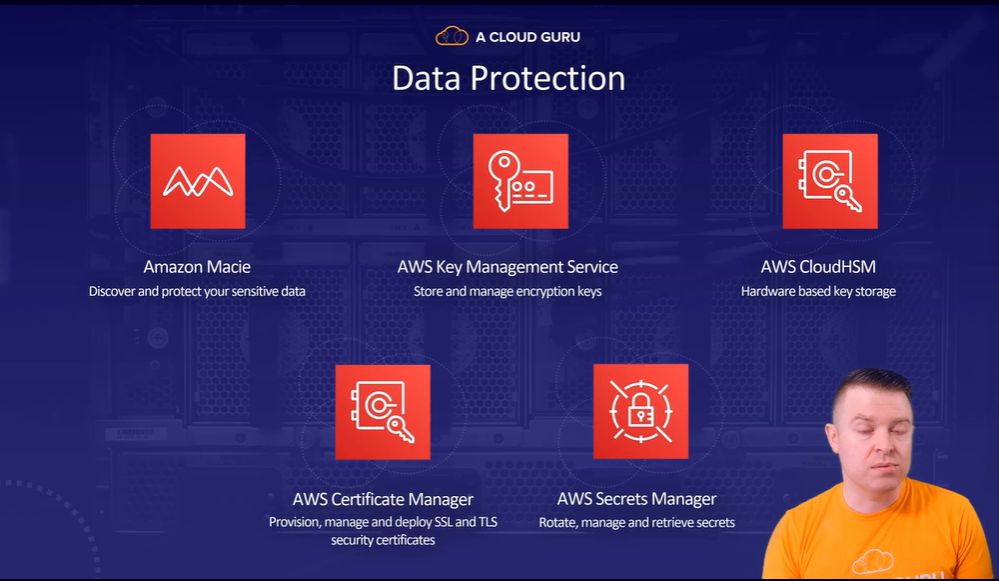 A CLOUD GURU
Data Protection
Amazon Macie
Discover and protect your sensitive data
AWS Key Management Service
Store and manage encryption keys
AWS CloudHSM
Hardware based key storage
AWS Certificate Manager
Provision, manage and deploy SSL and TLS
security certificates
AWS Secrets Manager
Rotate, manage and retrieve secrets